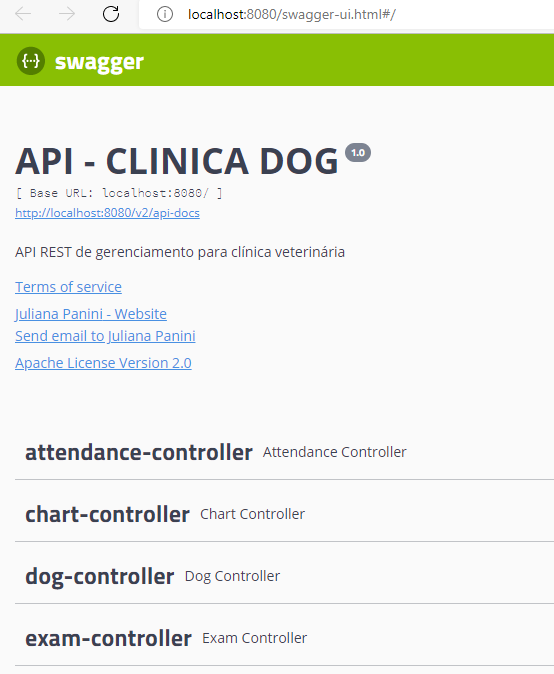 localhost:8080/swagger-ui.html#/
{··} swagger
API - CLINICA DOG 1.0
[ Base URL: localhost:8080/ ]
http://localhost:8080/v2/api-docs
API REST de gerenciamento para clínica veterinária
Terms of service
Juliana Panini - Website
Send email to Juliana Panini
Apache License Version 2.0
attendance-controller Attendance Controller
chart-controller Chart Controller
dog-controller Dog Controller
exam-controller Exam Controller